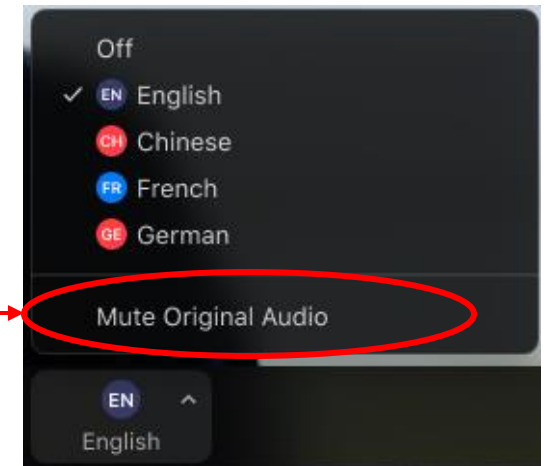 Off
EN English
CH Chinese
FR French
GE German
Mute Original Audio
EN
English